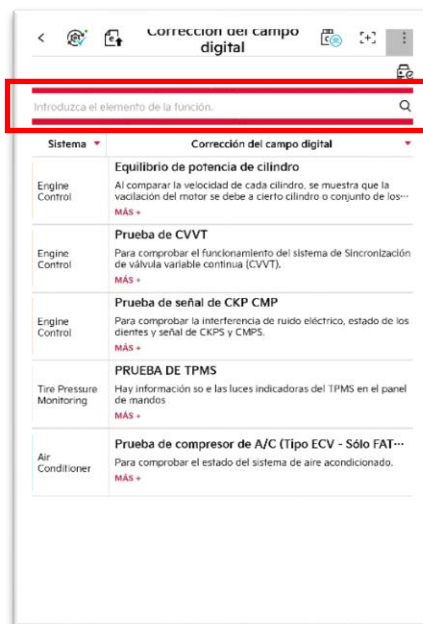 Corrección del campo
digital
Introduzca el elemento de la función.
Sistema
Corrección del campo digital
Equilibrio de potencia de cilindro
Engine
Control
Al comparar la velocidad de cada cilindro, se muestra que la
vacilación del motor se debe a cierto cilindro o conjunto de los···
MÁS +
Prueba de CVVT
Engine
Control
Para comprobar el funcionamiento del sistema de Sincronización
de válvula variable continua (CVVT).
MÁS +
Prueba de señal de CKP CMP
Engine
Control
Para comprobar la interferencia de ruido eléctrico, estado de los
dientes y señal de CKPS y CMPS.
MÁS +
PRUEBA DE TPMS
Tire Pressure
Monitoring
Hay información so e las luces indicadoras del TPMS en el panel
de mandos
MÁS +
Prueba de compresor de A/C (Tipo ECV - Sólo FAT···
Air
Conditioner
Para comprobar el estado del sistema de aire acondicionado.
MÁS +